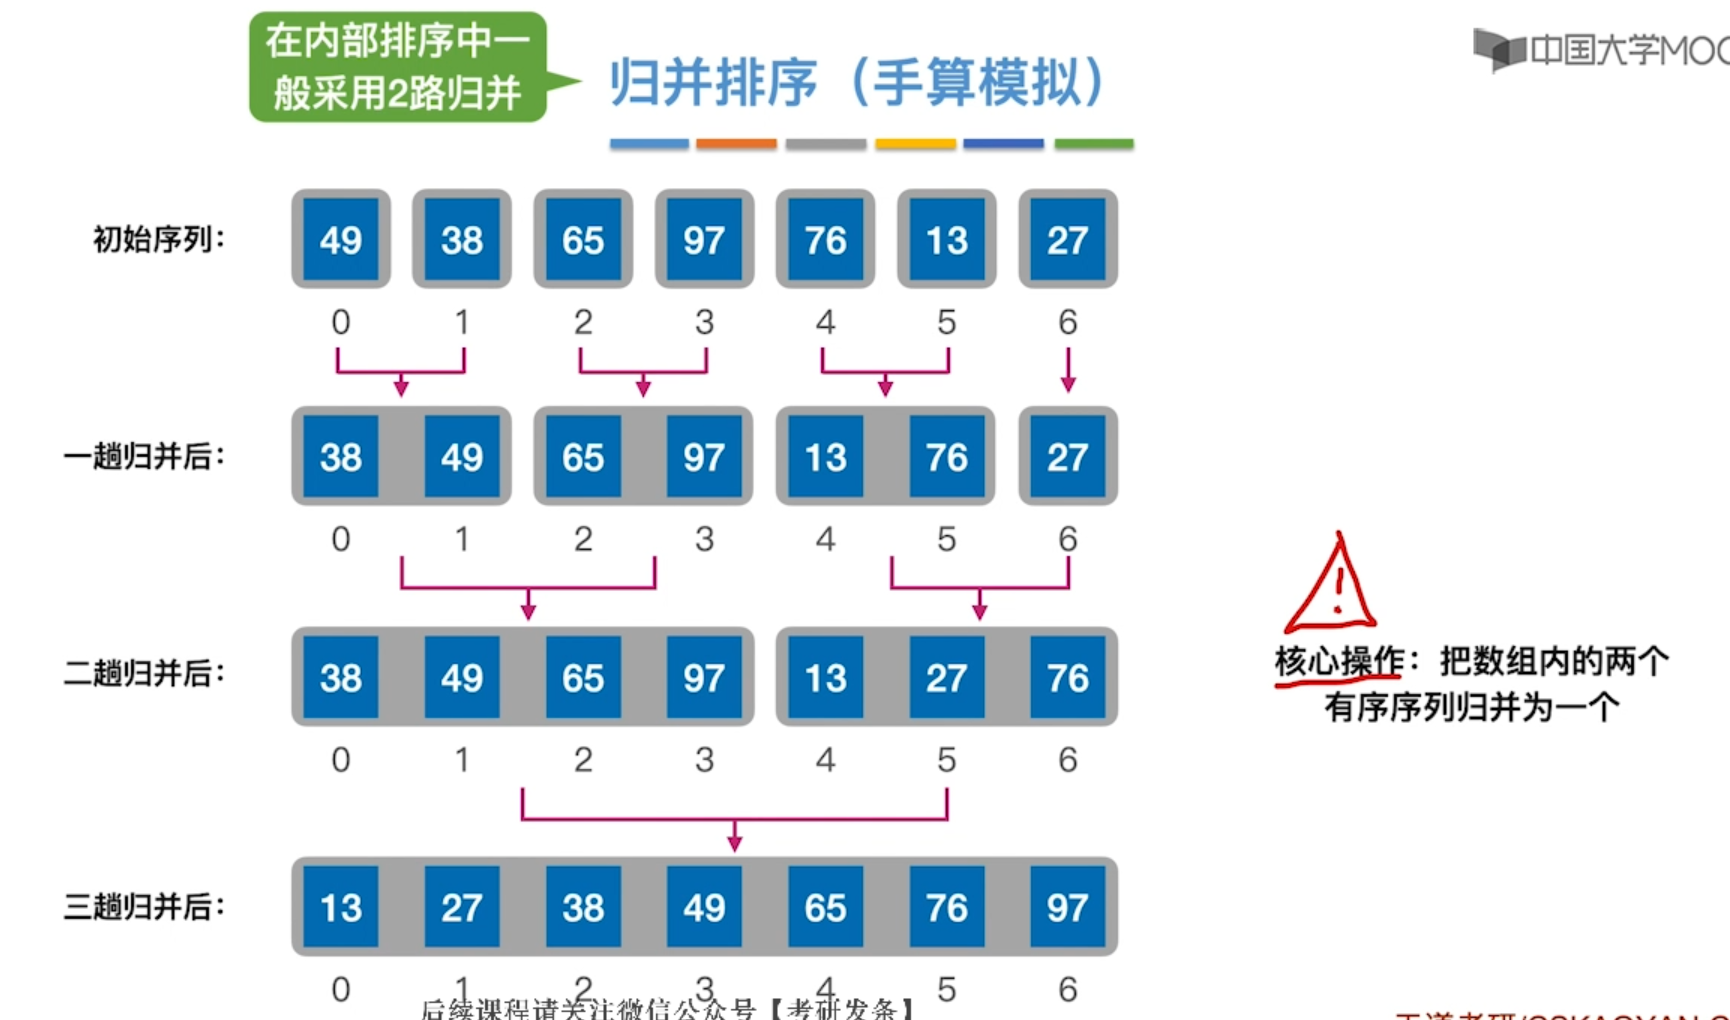 在内部排序中一
般采用2路归并
归并排序（手算模拟）
中国大学MOO
初始序列：
49 38 65 97 76 13 27
0 1 2 3 4 5 6
一趟归并后：
38 49 65 97 13 76 27
0 1 2 3 4 5 6
二趟归并后：
38 49 65 97 13 27 76
0 1 2 3 4 5 6
!
核心操作：把数组内的两个
有序序列归并为一个
三趟归并后：
13 27 38 49 65 76 97
0 1 2 3 4 5 6
后续课程请关注微信公众号【考研发条】